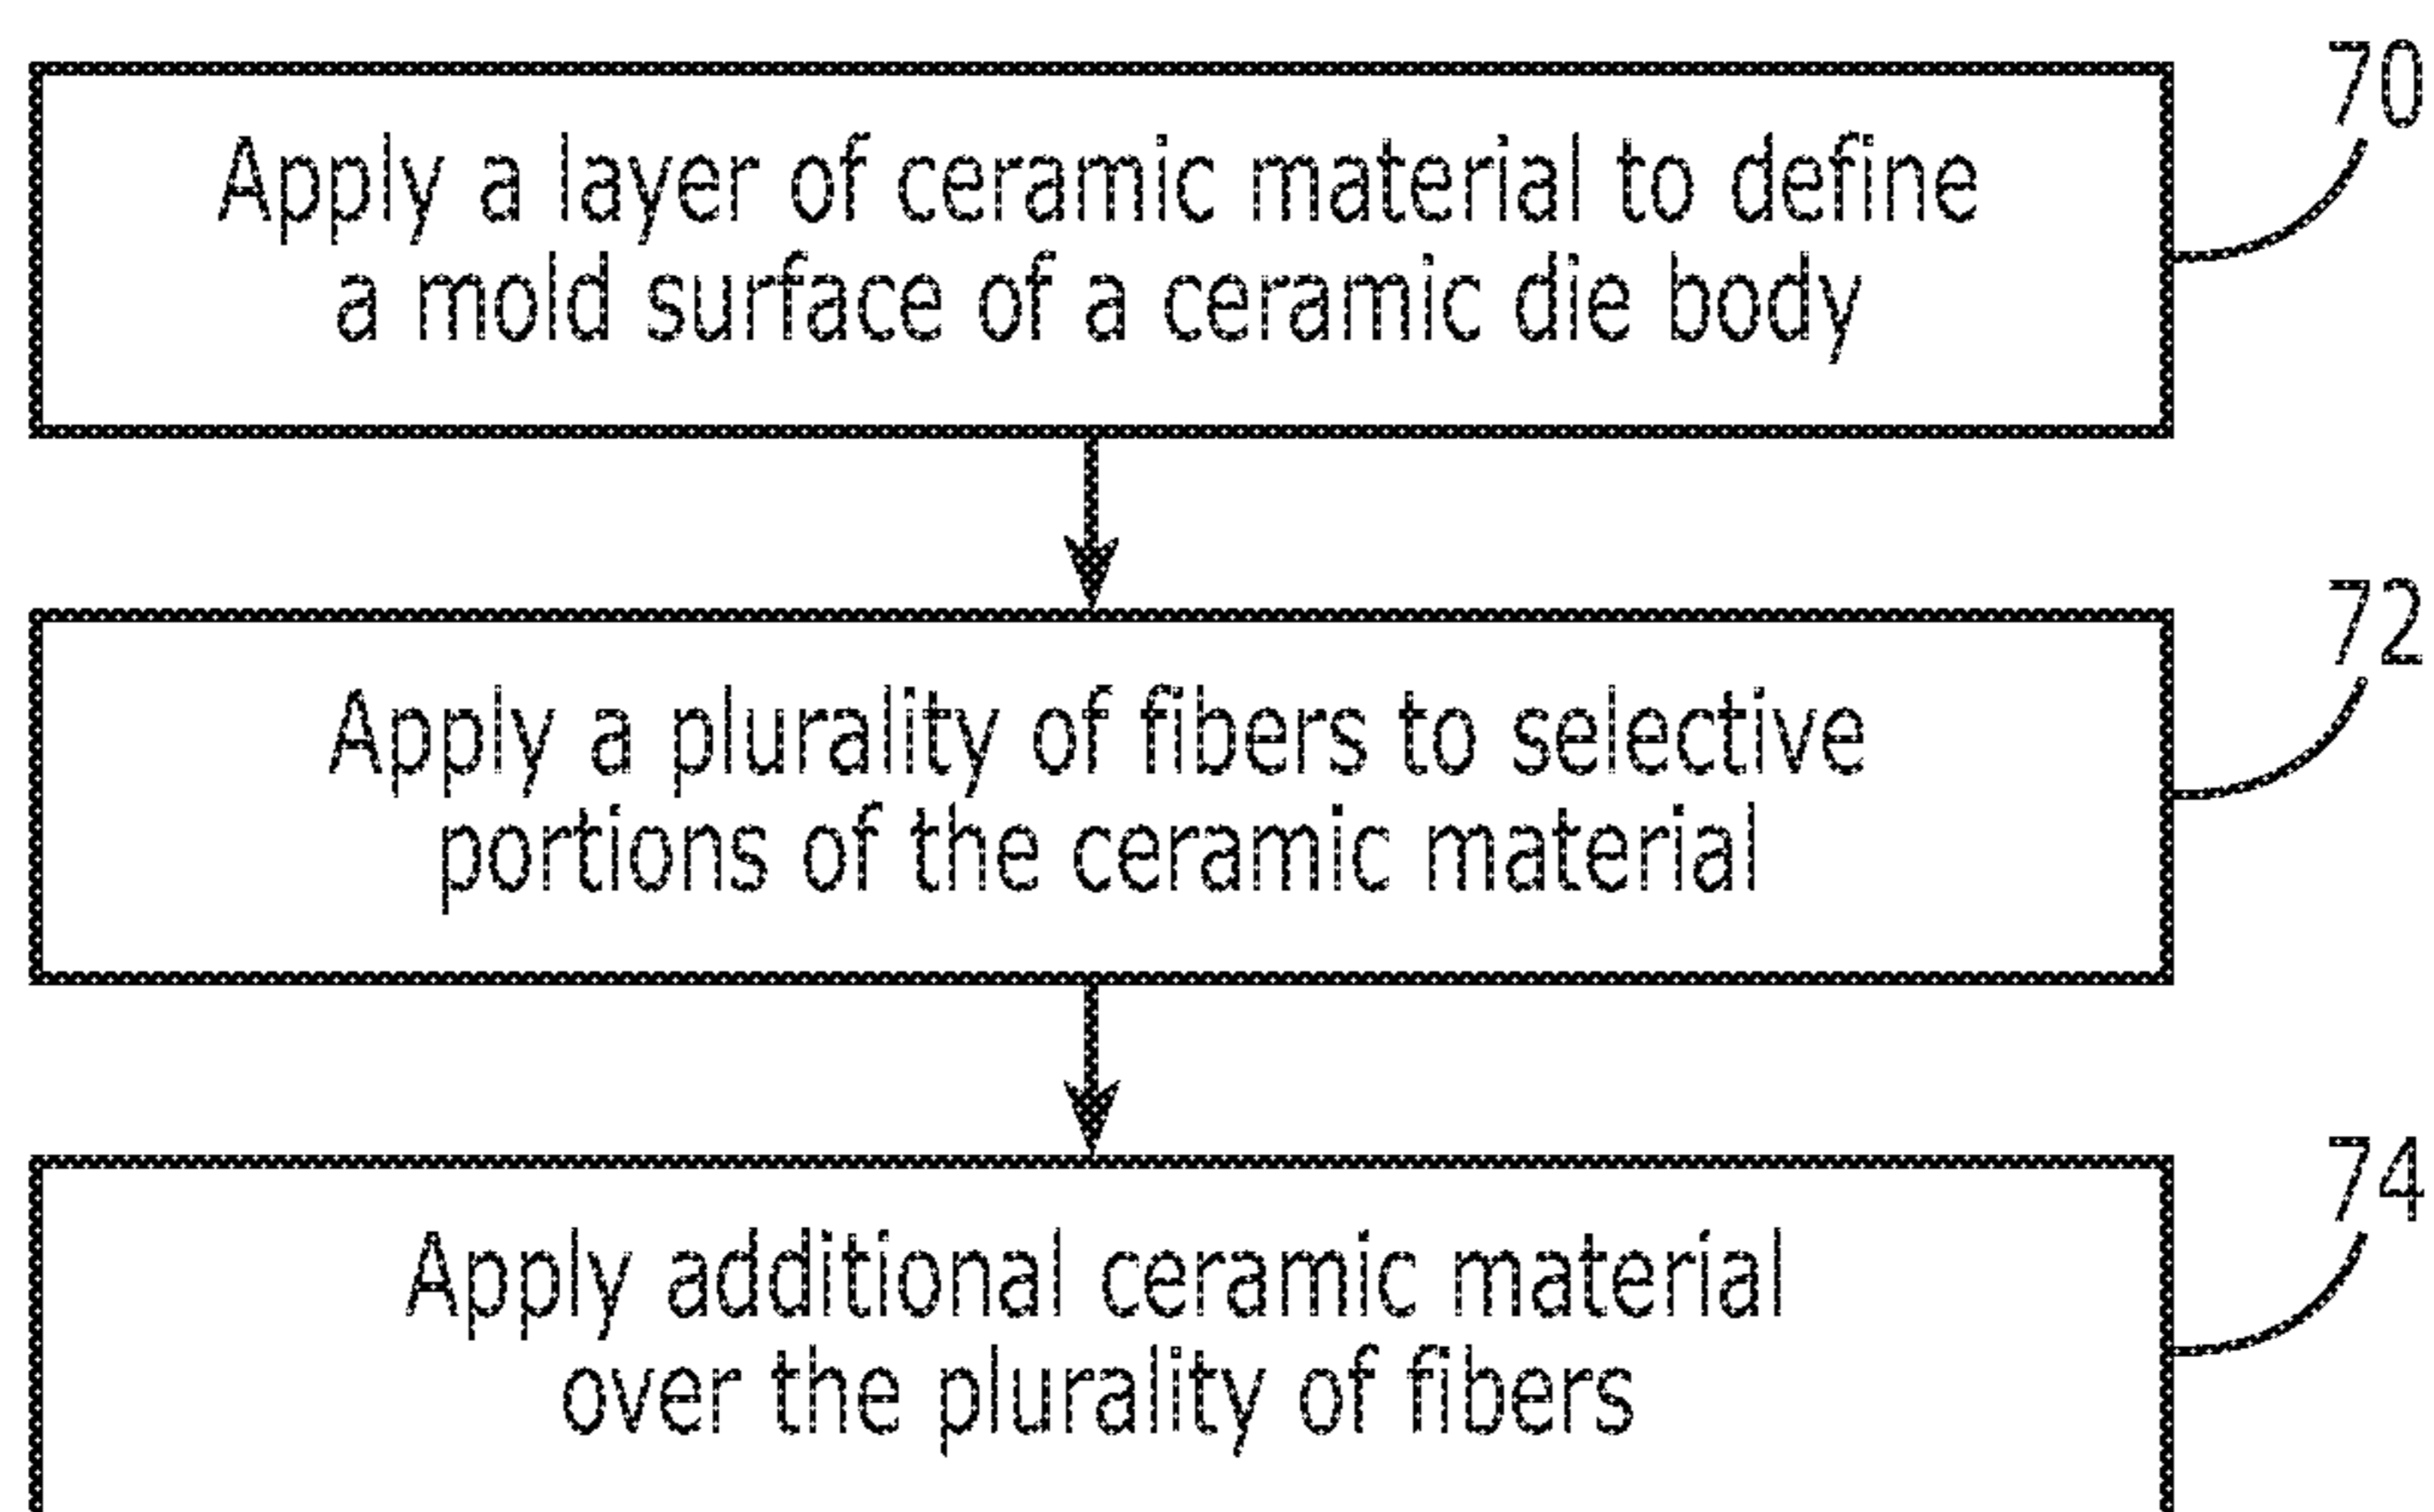 70
Apply a layer of ceramic material to define
a mold surface of a ceramic die body
72
Apply a plurality of fibers to selective
portions of the ceramic material
74
Apply additional ceramic material
over the plurality of fibers